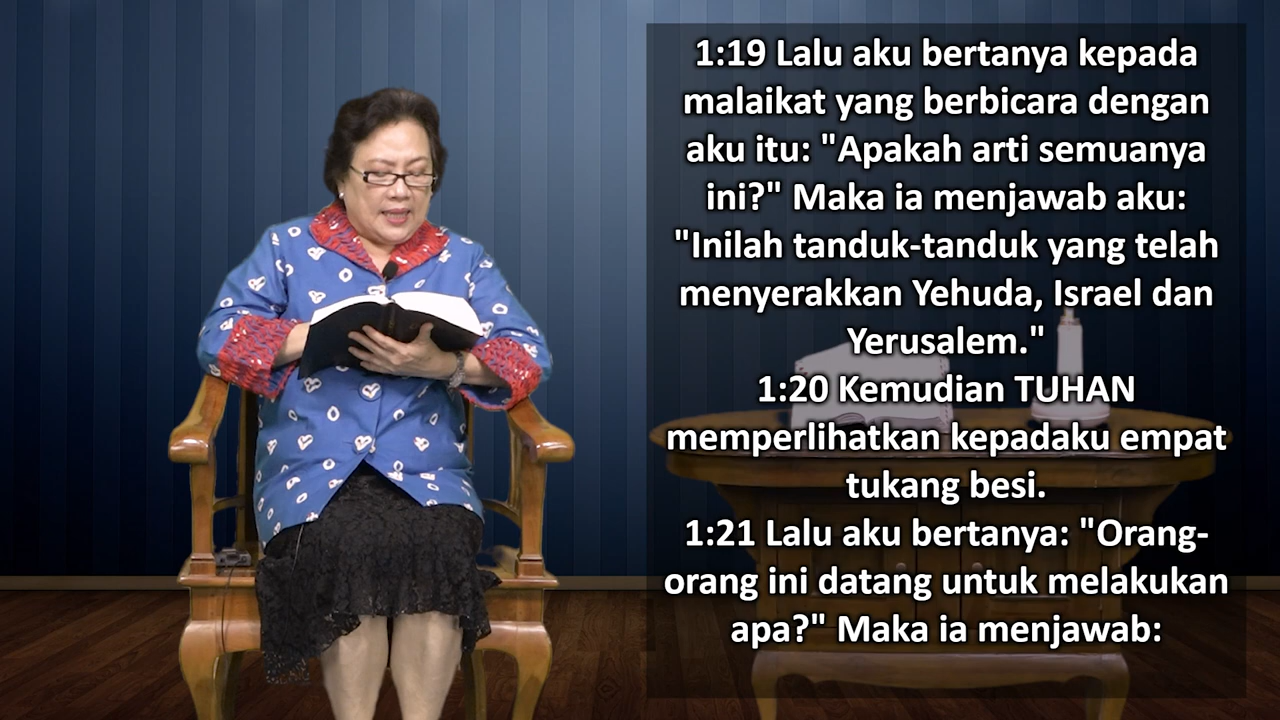 1:19 Lalu aku bertanya kepada
malaikat yang berbicara dengan
aku itu: "Apakah arti semuanya
ini?" Maka ia menjawab aku:
"Inilah tanduk-tanduk yang telah
menyerakkan Yehuda, Israel dan
Yerusalem."
1:20 Kemudian TUHAN
memperlihatkan kepadaku empat
tukang besi.
1:21 Lalu aku bertanya: "Orang-
orang ini datang untuk melakukan
apa?" Maka ia menjawab: